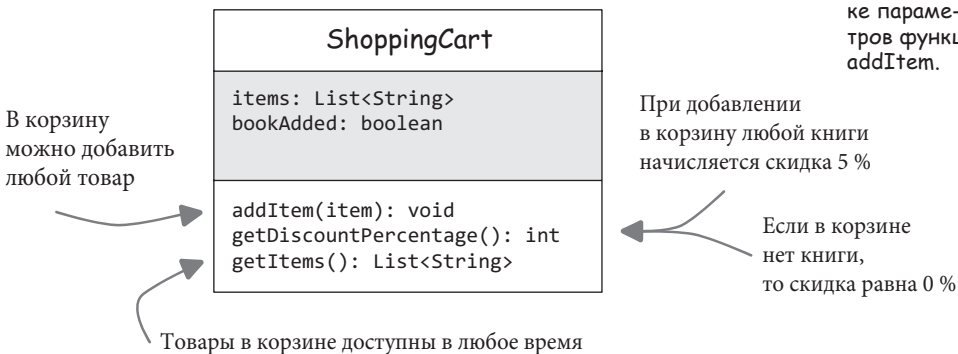 ке параме-
тров функц
addItem.
ShoppingCart
items: List<String>
bookAdded: boolean
В корзину
можно добавить
любой товар
При добавлении
в корзину любой книги
начисляется скидка 5 %
addItem(item): void
getDiscountPercentage(): int
getItems(): List<String>
Если в корзине
нет книги,
то скидка равна 0 %
Товары в корзине доступны в любое время